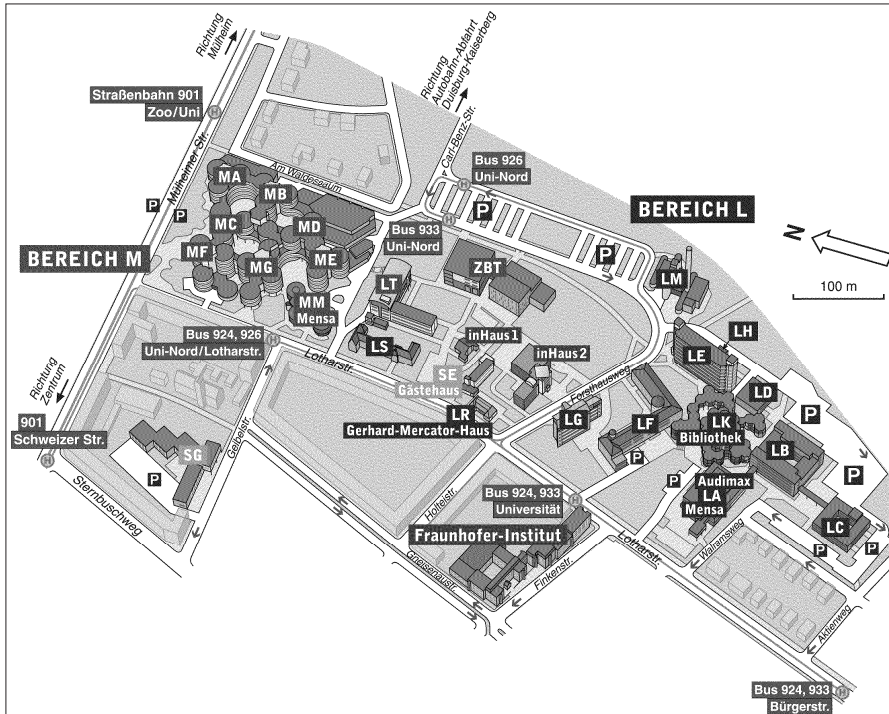 Richtung
Mülheim
Richtung
Autobahn-Abfahrt
Duisburg-Kaiserberg
Straßenbahn 901
Zoo/Uni
H
Mülheimer Str.
Carl-Benz-Str.
Bus 926
Uni-Nord
H
Am Waldessaum
MA
MB
P
P
P
BEREICH L
MC
MD
H
Bus 933
Uni-Nord
N
BEREICH M
MF
MG
ME
ZBT
P
LM
100 m
LT
MM
Mensa
inHaus1
LH
Bus 924, 926
Uni-Nord/Lotharstr.
H
LS
inHaus2
LE
Lotharstr.
SE
Gästehaus
Forsthausweg
LD
Richtung
Zentrum
LR
Gerhard-Mercator-Haus
LG
LF
LK
Bibliothek
P
901
Schweizer Str.
H
SG
Geibelstr.
P
LB
P
P
P
Audimax
LA
Mensa
Sternbuschweg
Holteistr.
Bus 924, 933
Universität
H
Lotharstr.
Walramsweg
LC
P
P
Fraunhofer-Institut
Gneisenaustr.
Finkenstr.
Aktienweg
Bus 924, 933
Bürgerstr.
H